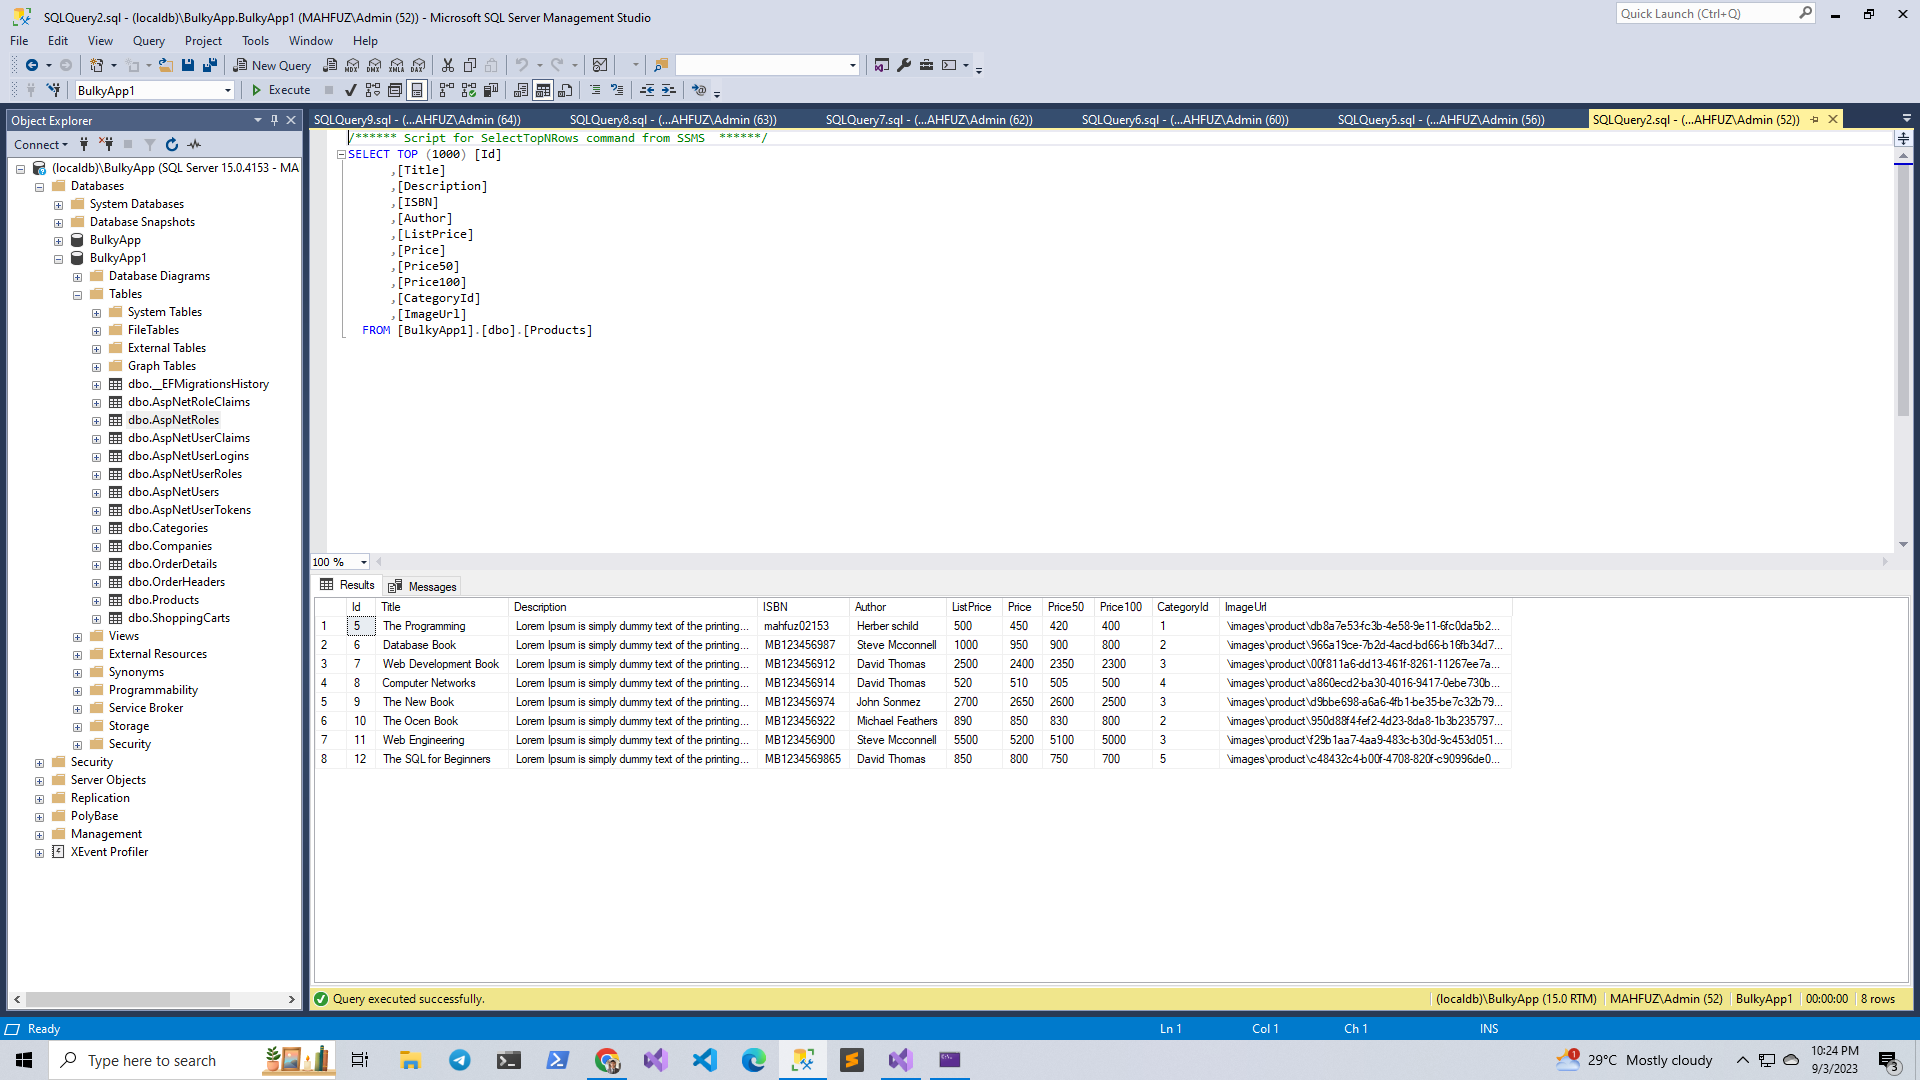 SQLQuery2.sql - (localdb)\BulkyApp.BulkyApp1 (MAHFUZ\Admin (52)) - Microsoft SQL Server Management Studio
Quick Launch (Ctrl+Q)
File Edit View Query Project Tools Window Help
New Query
MDX DMX XMLA DAX
BulkyApp1
Execute
Object Explorer
Connect
(localdb)\BulkyApp (SQL Server 15.0.4153 - MA
Databases
System Databases
Database Snapshots
BulkyApp
BulkyApp1
Database Diagrams
Tables
System Tables
FileTables
External Tables
Graph Tables
dbo.__EFMigrationsHistory
dbo.AspNetRoleClaims
dbo.AspNetRoles
dbo.AspNetUserClaims
dbo.AspNetUserLogins
dbo.AspNetUserRoles
dbo.AspNetUsers
dbo.AspNetUserTokens
dbo.Categories
dbo.Companies
dbo.OrderDetails
dbo.OrderHeaders
dbo.Products
dbo.ShoppingCarts
Views
External Resources
Synonyms
Programmability
Service Broker
Storage
Security
Security
Server Objects
Replication
PolyBase
Management
XEvent Profiler
SQLQuery9.sql - (...AHFUZ\Admin (64)) SQLQuery8.sql - (...AHFUZ\Admin (63)) SQLQuery7.sql - (...AHFUZ\Admin (62)) SQLQuery6.sql - (...AHFUZ\Admin (60)) SQLQuery5.sql - (...AHFUZ\Admin (56)) SQLQuery2.sql - (...AHFUZ\Admin (52))
/****** Script for SelectTopNRows command from SSMS ******/
SELECT TOP (1000) [Id]
,[Title]
,[Description]
,[ISBN]
,[Author]
,[ListPrice]
,[Price]
,[Price50]
,[Price100]
,[CategoryId]
,[ImageUrl]
FROM [BulkyApp1].[dbo].[Products]
100 %
Results Messages
Id Title Description ISBN Author ListPrice Price Price50 Price100 CategoryId ImageUrl
1 5 The Programming Lorem Ipsum is simply dummy text of the printing... mahfuz02153 Herber schild 500 450 420 400 1 \images\product\db8a7e53-fc3b-4e58-9e11-6fc0da5b2...
2 6 Database Book Lorem Ipsum is simply dummy text of the printing... MB123456987 Steve Mcconnell 1000 950 900 800 2 \images\product\966a19ce-7b2d-4acd-bd66-b16fb34d7...
3 7 Web Development Book Lorem Ipsum is simply dummy text of the printing... MB123456912 David Thomas 2500 2400 2350 2300 3 \images\product\00f811a6-dd13-461f-8261-11267ee7a...
4 8 Computer Networks Lorem Ipsum is simply dummy text of the printing... MB123456914 David Thomas 520 510 505 500 4 \images\product\a860ecd2-ba30-4016-9417-0ebe730b...
5 9 The New Book Lorem Ipsum is simply dummy text of the printing... MB123456974 John Sonmez 2700 2650 2600 2500 3 \images\product\d9bbe698-a6a6-4fb1-be35-be7c32b79...
6 10 The Ocen Book Lorem Ipsum is simply dummy text of the printing... MB123456922 Michael Feathers 890 850 830 800 2 \images\product\950d88f4-fef2-4d23-8da8-1b3b235797...
7 11 Web Engineering Lorem Ipsum is simply dummy text of the printing... MB123456900 Steve Mcconnell 5500 5200 5100 5000 3 \images\product\f29b1aa7-4aa9-483c-b30d-9c453d051...
8 12 The SQL for Beginners Lorem Ipsum is simply dummy text of the printing... MB1234569865 David Thomas 850 800 750 700 5 \images\product\c48432c4-b00f-4708-820f-c90996de0...
Query executed successfully. (localdb)\BulkyApp (15.0 RTM) MAHFUZ\Admin (52) BulkyApp1 00:00:00 8 rows
Ready Ln 1 Col 1 Ch 1 INS
Type here to search
1 29°C Mostly cloudy
10:24 PM
9/3/2023
3